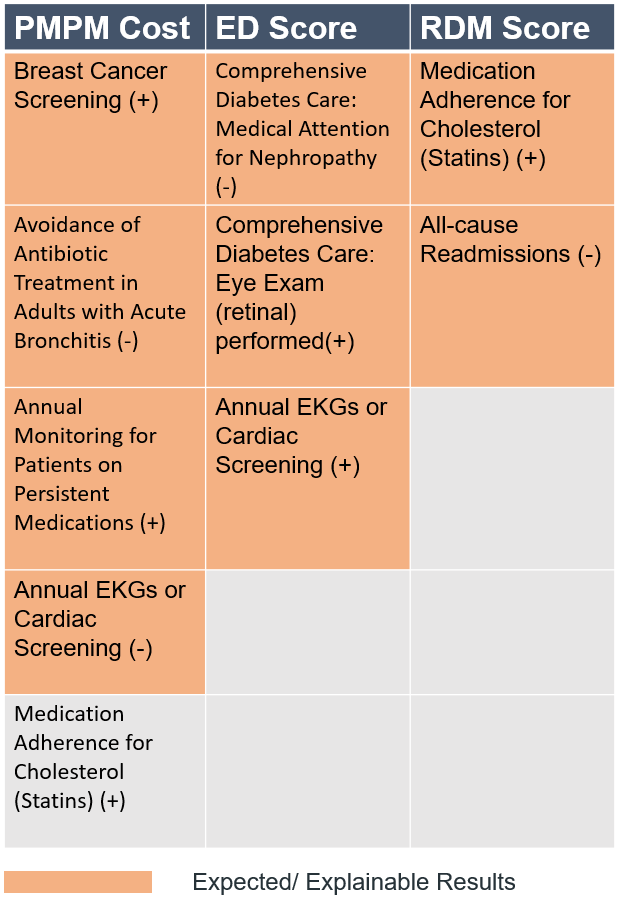 PMPM Cost ED Score RDM Score
Breast Cancer
Screening (+)
Comprehensive
Diabetes Care:
Medical Attention
for Nephropathy
(-)
Medication
Adherence for
Cholesterol
(Statins) (+)
Avoidance of
Antibiotic
Treatment in
Adults with Acute
Bronchitis (-)
Comprehensive
Diabetes Care:
Eye Exam
(retinal)
performed(+)
All-cause
Readmissions (-)
Annual
Monitoring for
Patients on
Persistent
Medications (+)
Annual EKGs or
Cardiac
Screening (+)
Annual EKGs or
Cardiac
Screening (-)
Medication
Adherence for
Cholesterol
(Statins) (+)
Expected/ Explainable Results